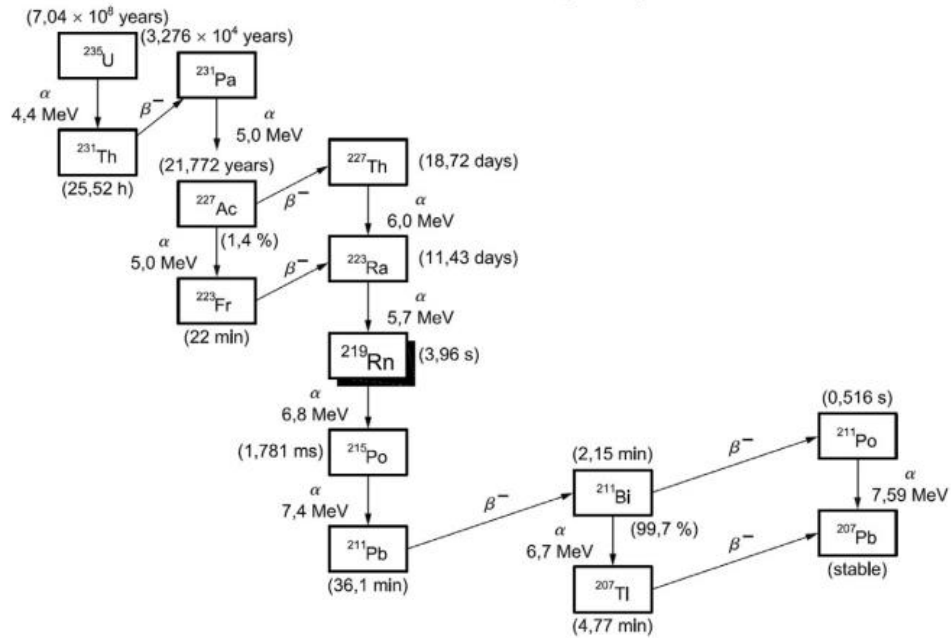 (7,04 × 10⁸ years)
(3,276 × 10⁴ years)
²³⁵U
²³¹Pa
α
4,4 MeV
β⁻
α
5,0 MeV
²³¹Th
(25,52 h)
(21,772 years)
²²⁷Th
(18,72 days)
²²⁷Ac
β⁻
(1,4 %)
α
5,0 MeV
α
6,0 MeV
β⁻
²²³Ra
(11,43 days)
²²³Fr
(22 min)
α
5,7 MeV
²¹⁹Rn
(3,96 s)
α
6,8 MeV
(1,781 ms)
²¹⁵Po
α
7,4 MeV
²¹¹Pb
(36,1 min)
β⁻
(2,15 min)
²¹¹Bi
(99,7 %)
β⁻
(0,516 s)
²¹¹Po
α
7,59 MeV
α
6,7 MeV
β⁻
²⁰⁷Pb
(stable)
²⁰⁷Tl
(4,77 min)